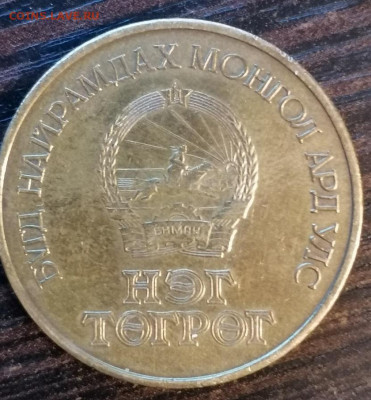 БҮГД НАЙРАМДАХ МОНГОЛ АРД УЛС
БНМАУ
НЭГ
ТӨГРӨГ